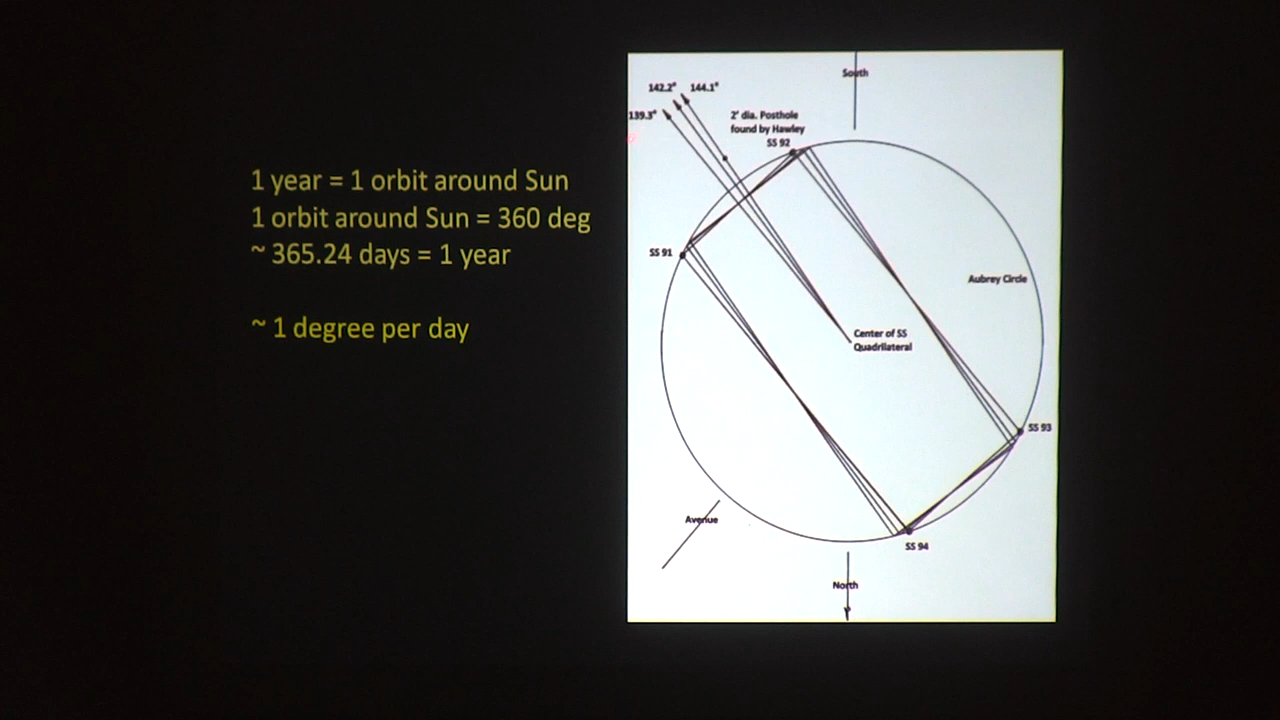 1 year = 1 orbit around Sun
1 orbit around Sun = 360 deg
~ 365.24 days = 1 year
~ 1 degree per day
South
142.2° 144.1°
139.3°
2' dia. Posthole
found by Hawley
SS 92
SS 91
Aubrey Circle
Center of SS
Quadrilateral
SS 93
Avenue
SS 94
North